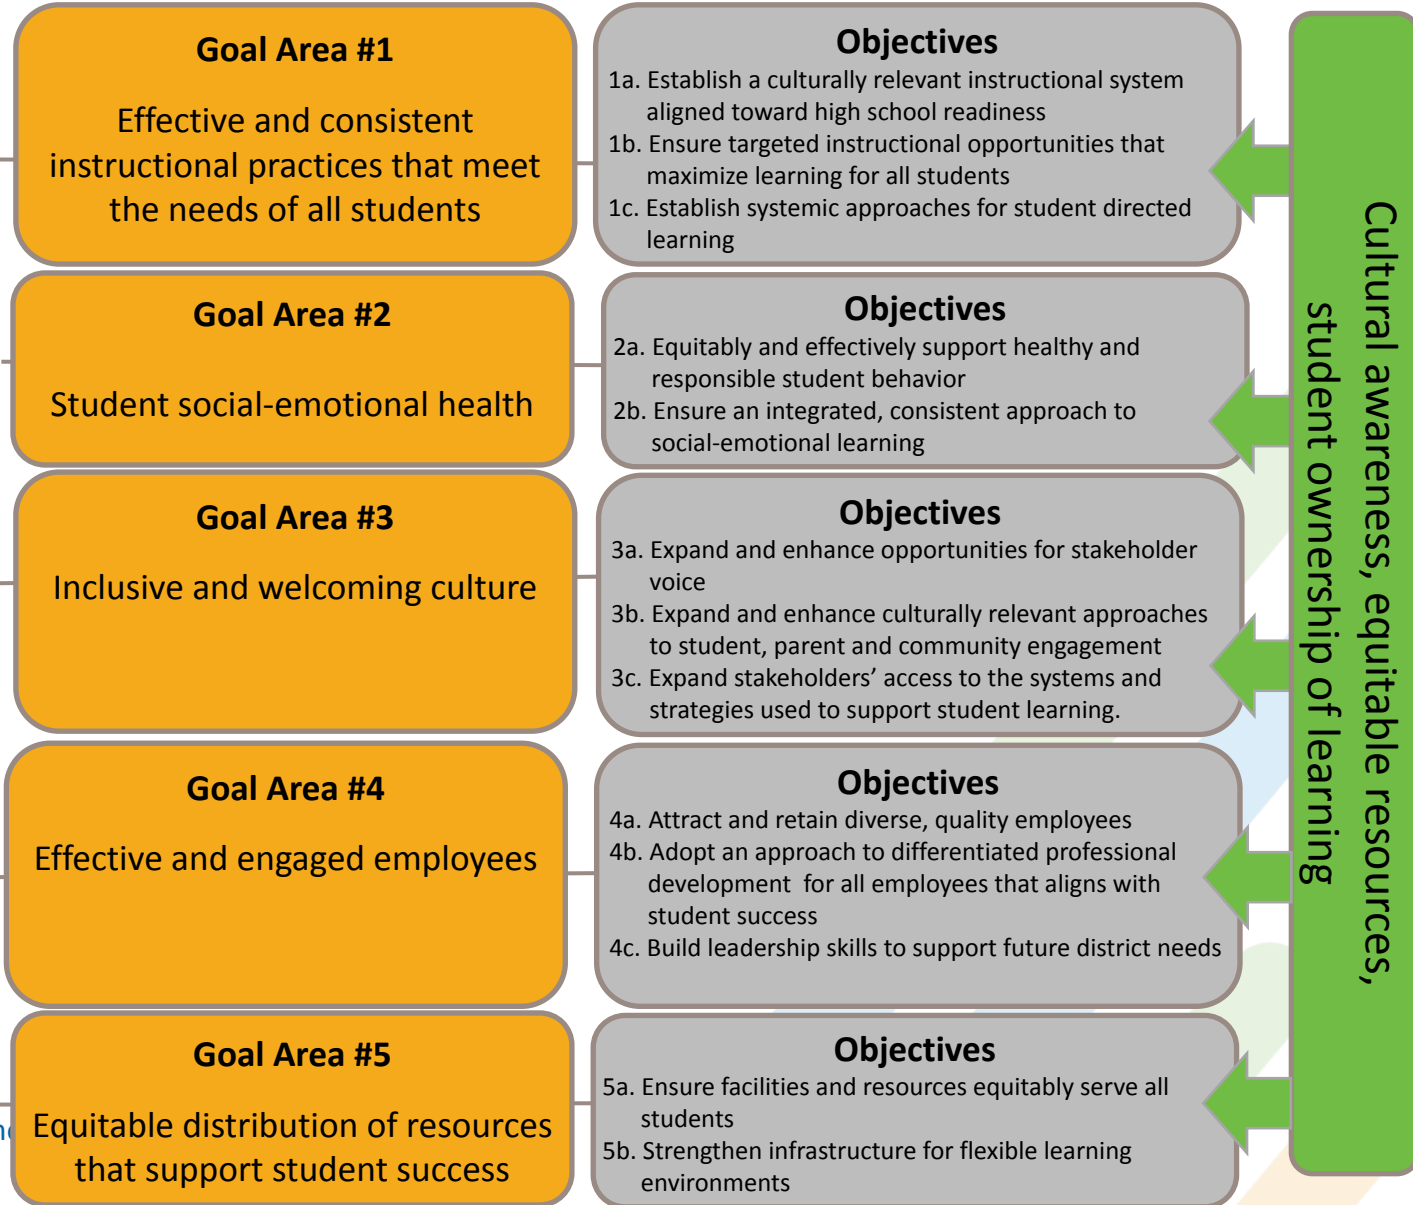 Goal Area #1
Effective and consistent
instructional practices that meet
the needs of all students
Objectives
1a. Establish a culturally relevant instructional system
aligned toward high school readiness
1b. Ensure targeted instructional opportunities that
maximize learning for all students
1c. Establish systemic approaches for student directed
learning
Goal Area #2
Student social-emotional health
Objectives
2a. Equitably and effectively support healthy and
responsible student behavior
2b. Ensure an integrated, consistent approach to
social-emotional learning
Goal Area #3
Inclusive and welcoming culture
Objectives
3a. Expand and enhance opportunities for stakeholder
voice
3b. Expand and enhance culturally relevant approaches
to student, parent and community engagement
3c. Expand stakeholders’ access to the systems and
strategies used to support student learning.
Goal Area #4
Effective and engaged employees
Objectives
4a. Attract and retain diverse, quality employees
4b. Adopt an approach to differentiated professional
development  for all employees that aligns with
student success
4c. Build leadership skills to support future district needs
Goal Area #5
Equitable distribution of resources
that support student success
Objectives
5a. Ensure facilities and resources equitably serve all
students
5b. Strengthen infrastructure for flexible learning
environments
Cultural awareness, equitable resources,
student ownership of learning